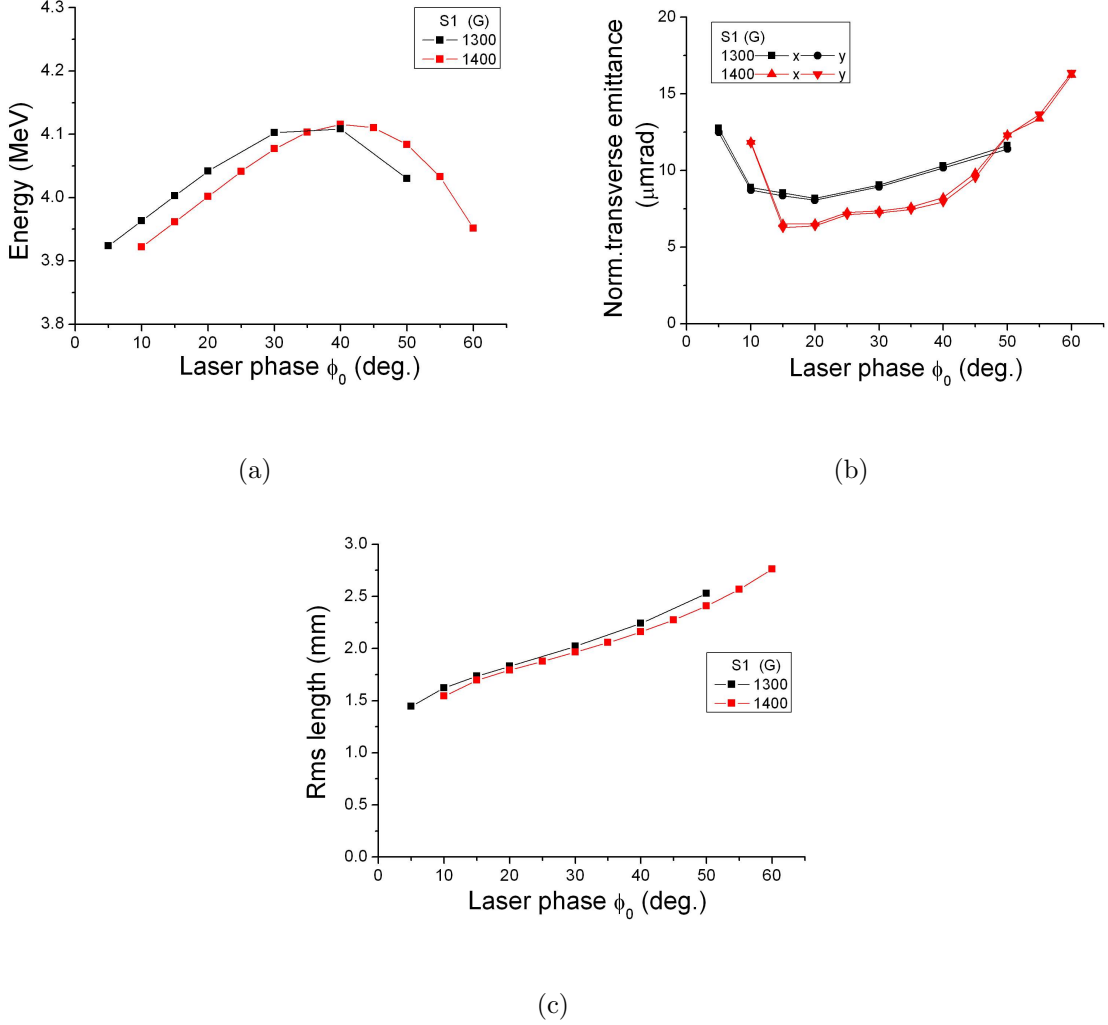 4.3
4.2
4.1
4.0
3.9
3.8
Energy (MeV)
S1 (G)
1300
1400
0 10 20 30 40 50 60
Laser phase ϕ0 (deg.)
(a)
20
15
10
5
0
Norm.transverse emittance
(μmrad)
S1 (G)
1300 x y
1400 x y
0 10 20 30 40 50 60
Laser phase ϕ0 (deg.)
(b)
3.0
2.5
2.0
1.5
1.0
0.5
0.0
Rms length (mm)
S1 (G)
1300
1400
0 10 20 30 40 50 60
Laser phase ϕ0 (deg.)
(c)